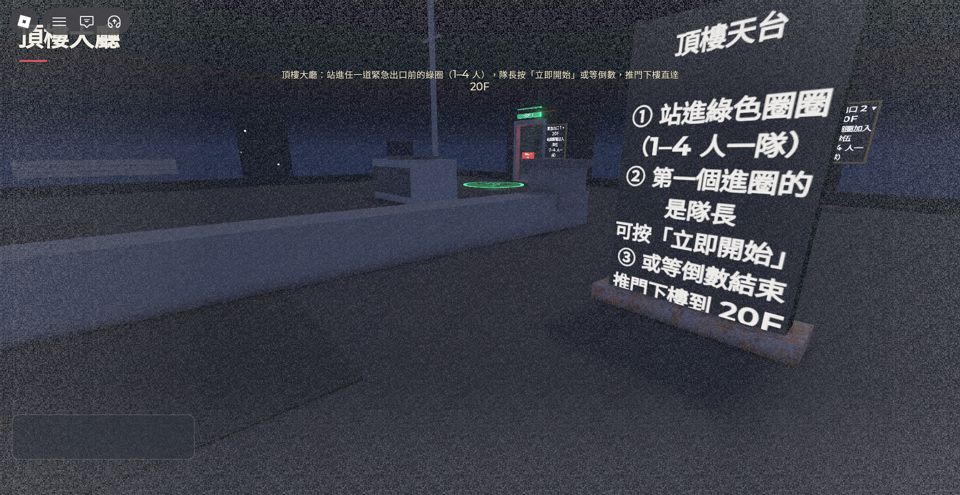 頂樓大廳
頂樓大廳：站進任一道緊急出口前的綠圈（1–4 人），隊長按「立即開始」或等倒數，推門下樓直達
20F
頂樓天台
① 站進綠色圈圈
（1–4 人一隊）
② 第一個進圈的
是隊長
可按「立即開始」
③ 或等倒數結束
推門下樓到 20F
口 2